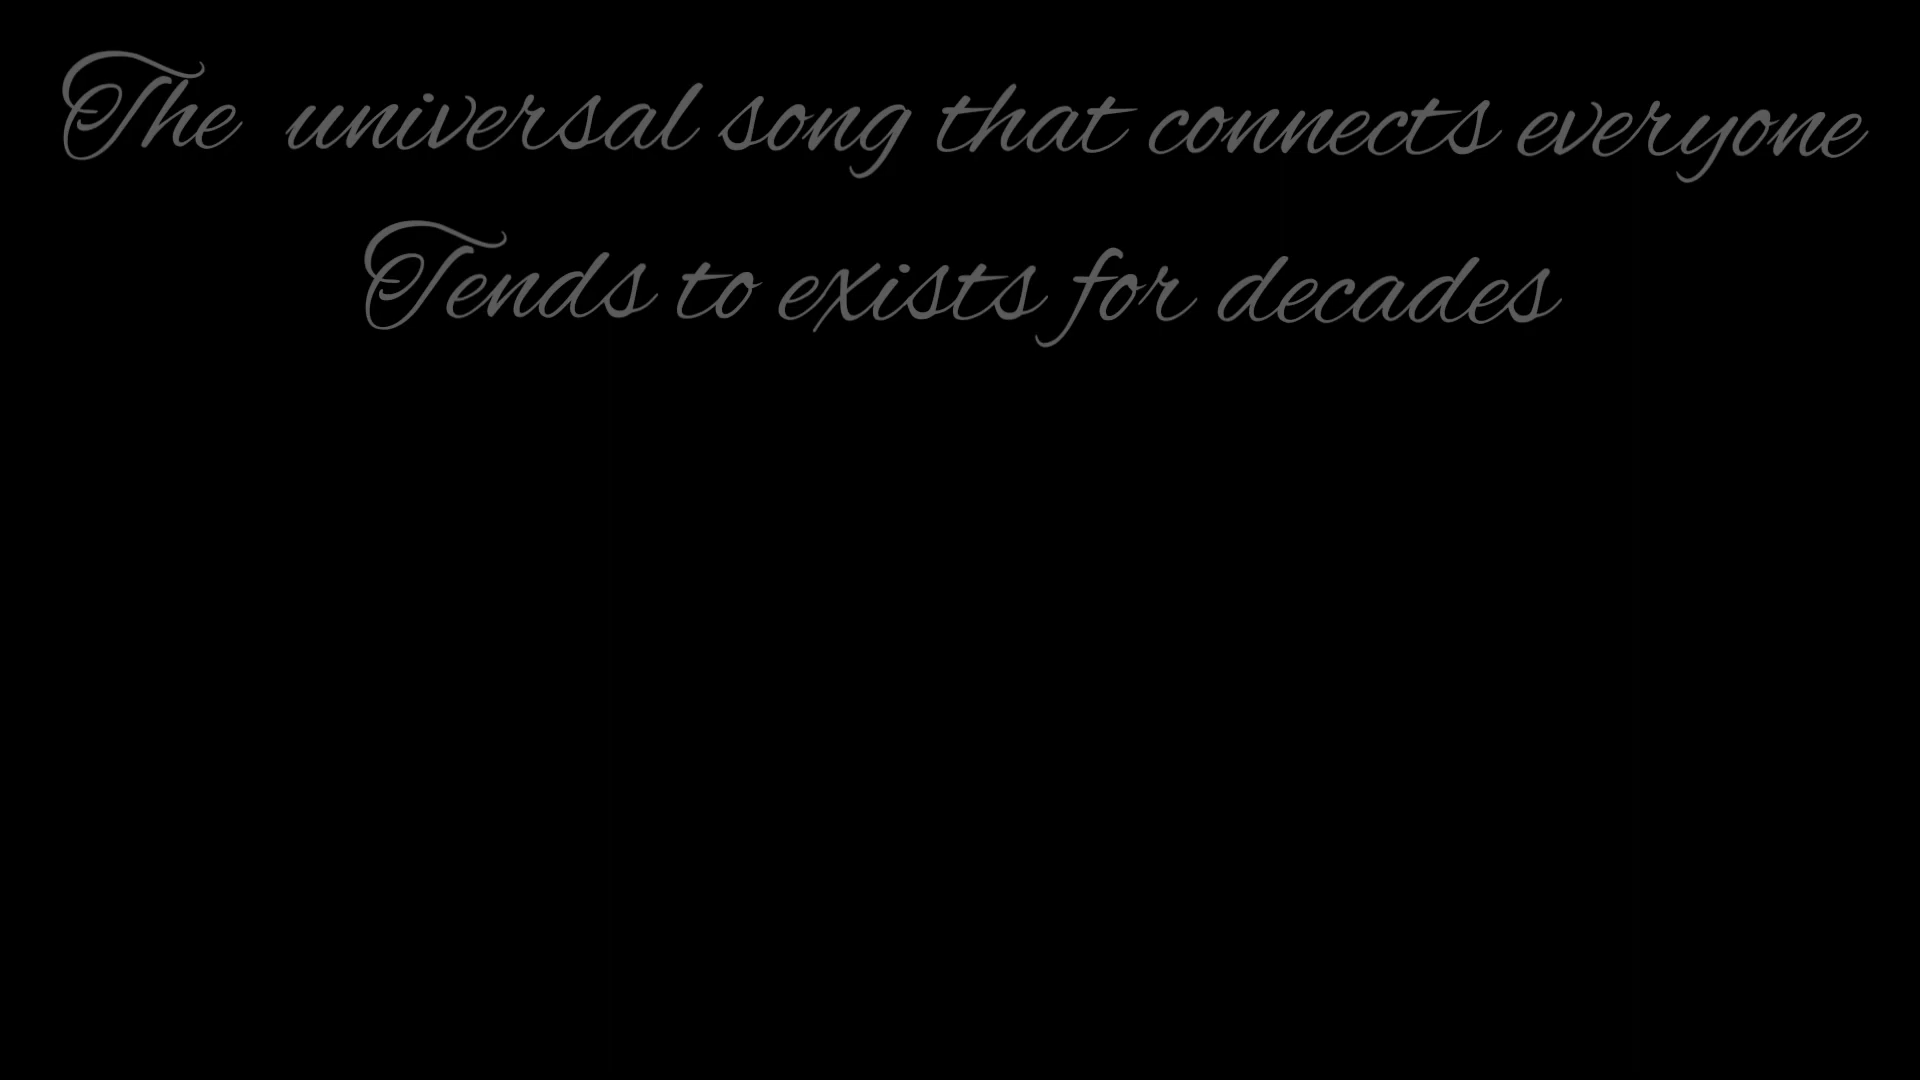 The universal song that connects everyone
Tends to exists for decades